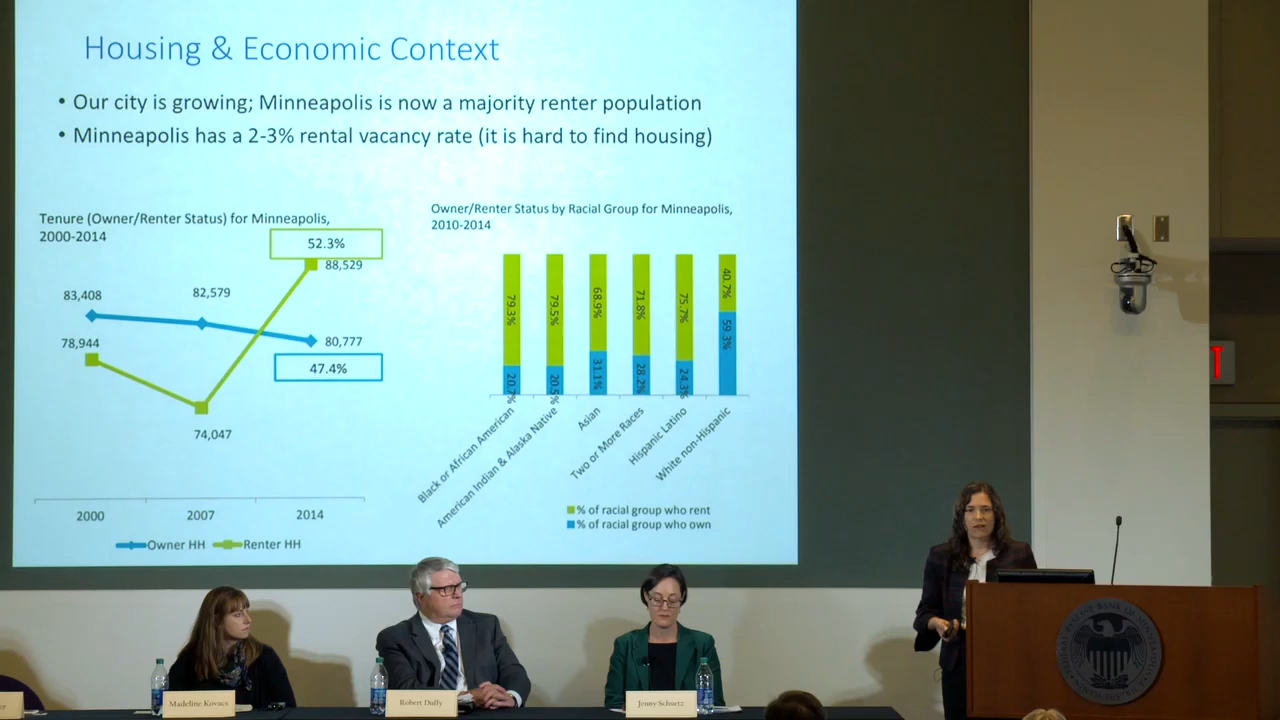 Housing & Economic Context
• Our city is growing; Minneapolis is now a majority renter population
• Minneapolis has a 2-3% rental vacancy rate (it is hard to find housing)
Tenure (Owner/Renter Status) for Minneapolis,
2000-2014
52.3%
88,529
83,408
82,579
78,944
80,777
47.4%
74,047
2000 2007 2014
Owner HH Renter HH
Owner/Renter Status by Racial Group for Minneapolis,
2010-2014
79.3% 79.5% 68.9% 71.8% 75.7% 40.7%
20.7% 20.5% 31.1% 28.2% 24.3% 59.3%
Black or African American
American Indian & Alaska Native
Asian
Two or More Races
Hispanic Latino
White non-Hispanic
% of racial group who rent
% of racial group who own
Madeline Kovacs
Robert Duffy
Jenny Schuetz